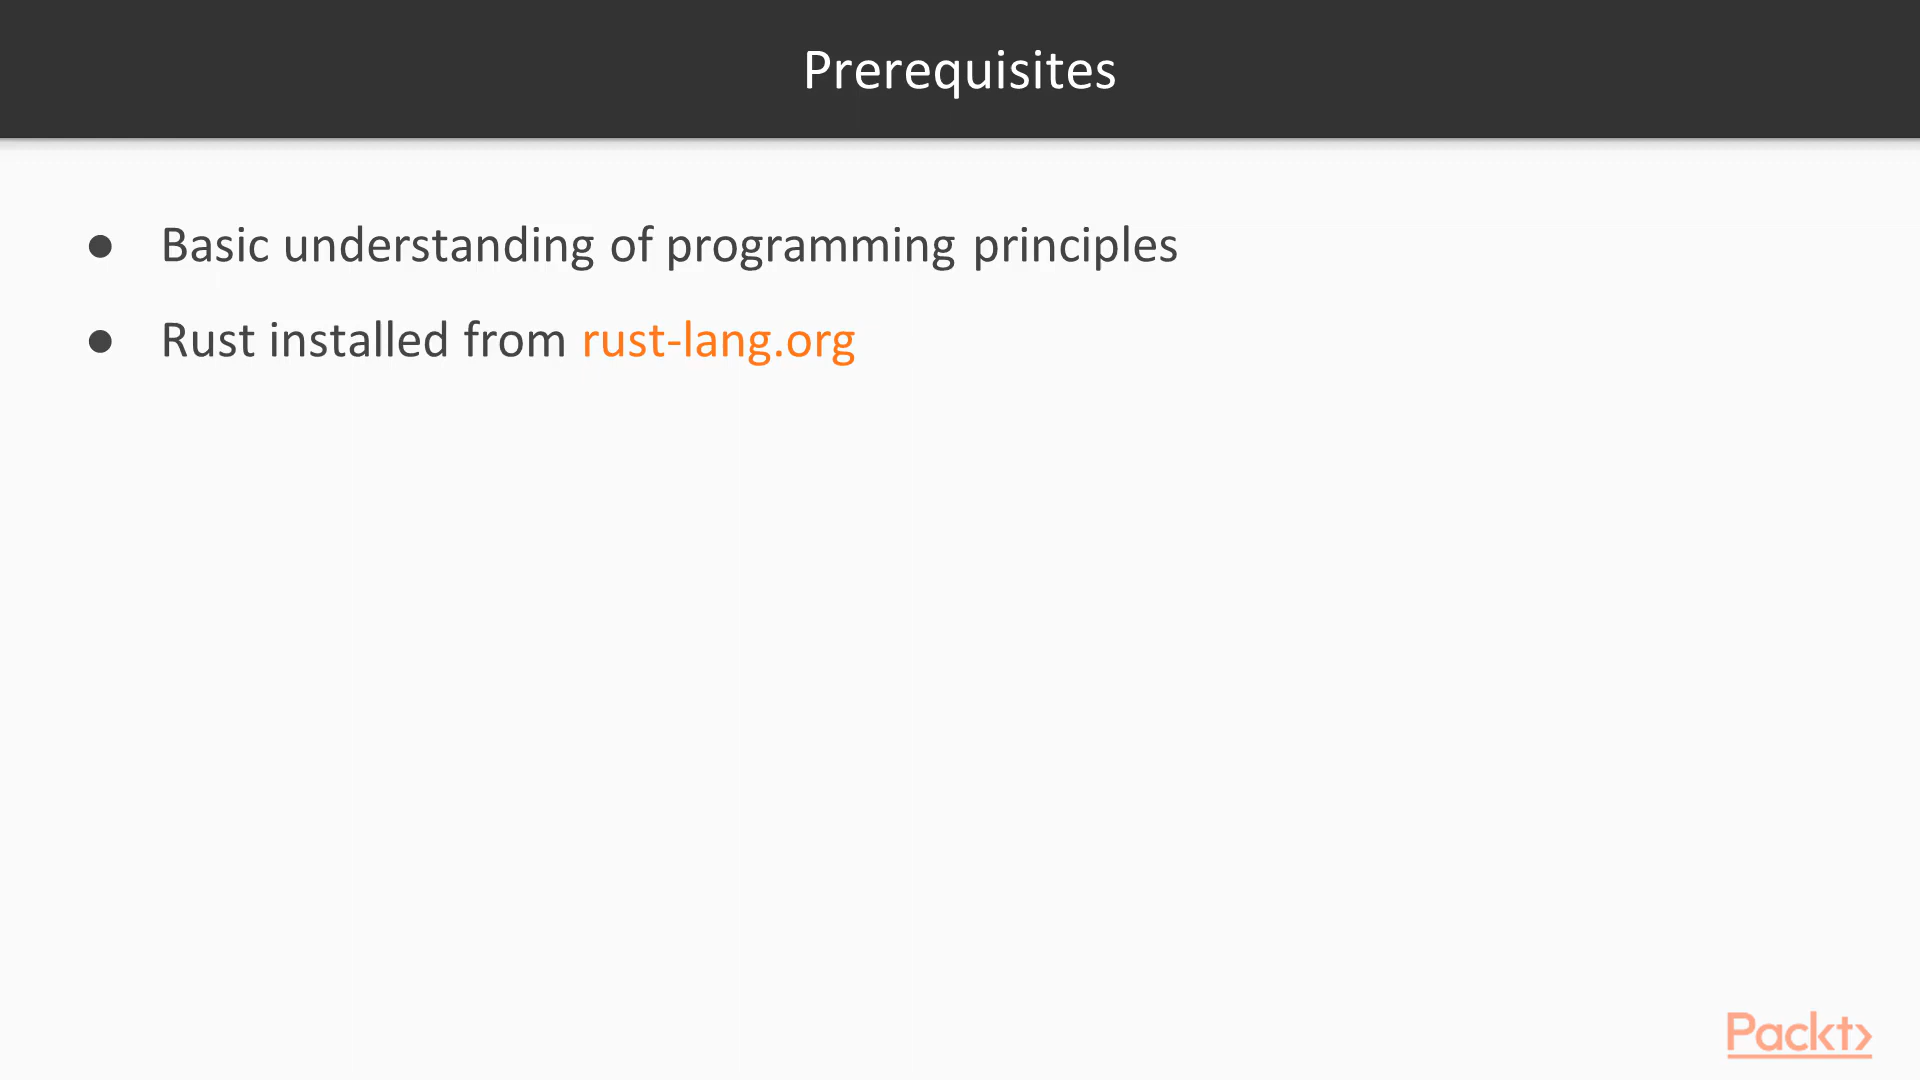 Prerequisites
● Basic understanding of programming principles
● Rust installed from rust-lang.org
Packt>